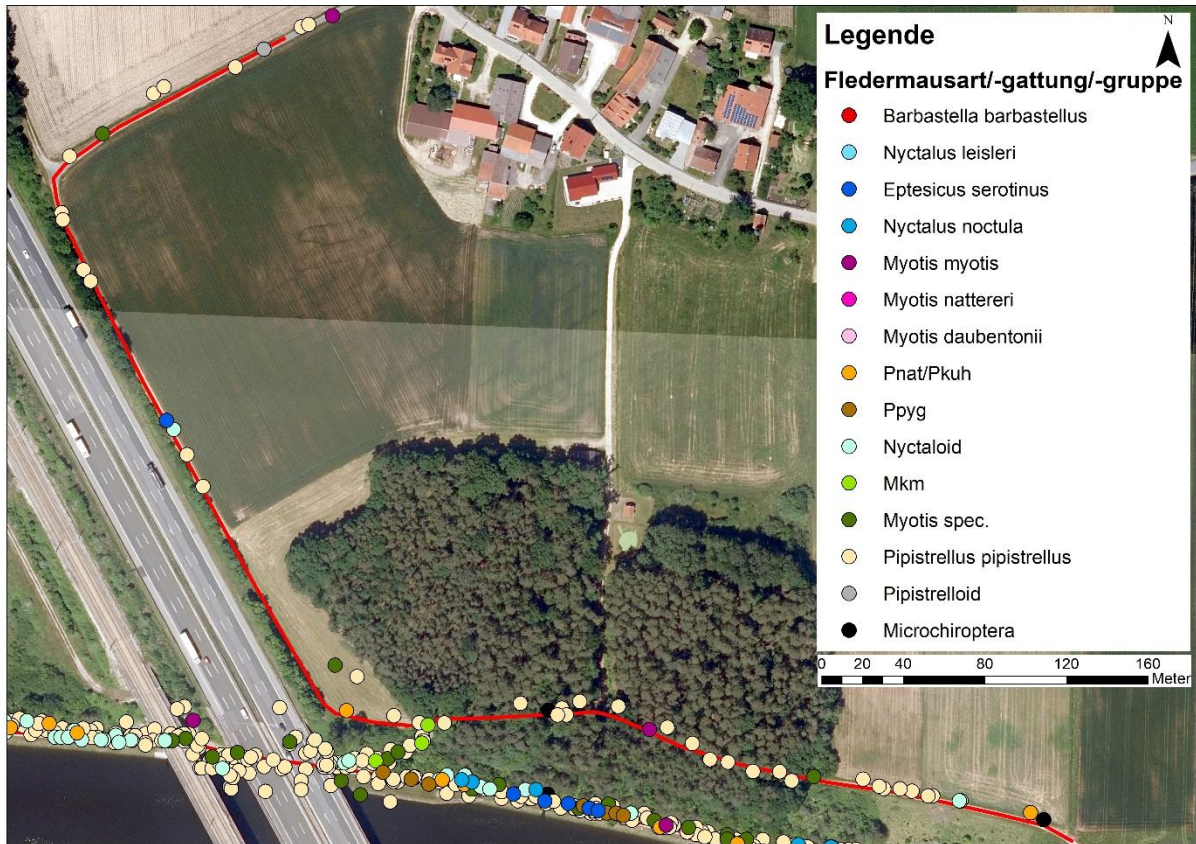 Legende
N
Fledermausart/-gattung/-gruppe
Barbastella barbastellus
Nyctalus leisleri
Eptesicus serotinus
Nyctalus noctula
Myotis myotis
Myotis nattereri
Myotis daubentonii
Pnat/Pkuh
Ppyg
Nyctaloid
Mkm
Myotis spec.
Pipistrellus pipistrellus
Pipistrelloid
Microchiroptera
0 20 40 80 120 160
Meter